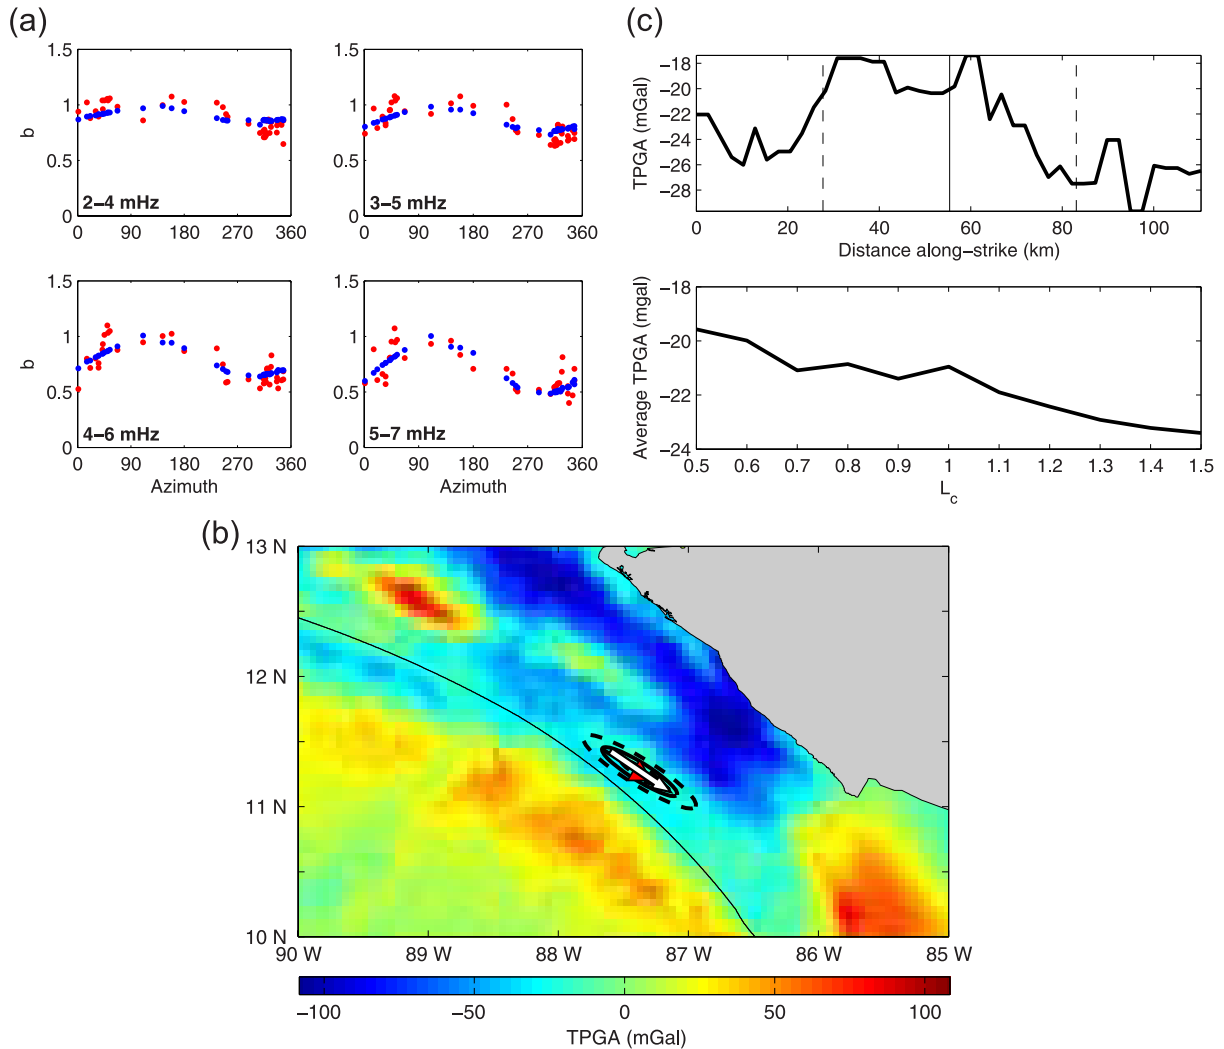 (a)
1.5
1
0.5
0
b
2–4 mHz
0 90 180 270 360
1.5
1
0.5
0
3–5 mHz
0 90 180 270 360
1.5
1
0.5
0
b
4–6 mHz
0 90 180 270 360
Azimuth
1.5
1
0.5
0
5–7 mHz
0 90 180 270 360
Azimuth
(c)
−18
−20
−22
−24
−26
−28
TPGA (mGal)
0 20 40 60 80 100
Distance along−strike (km)
−18
−20
−22
−24
Average TPGA (mgal)
0.5 0.6 0.7 0.8 0.9 1 1.1 1.2 1.3 1.4 1.5
L_c
(b)
13 N
12 N
11 N
10 N
90 W 89 W 88 W 87 W 86 W 85 W
−100 −50 0 50 100
TPGA (mGal)